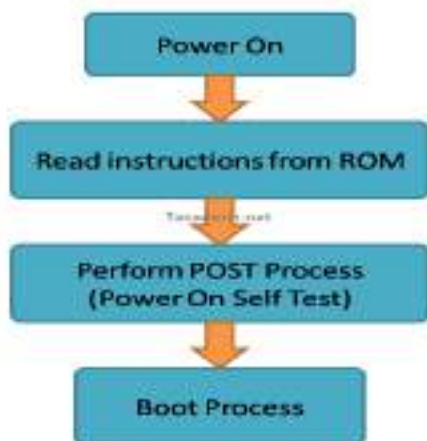 Power On
Read instructions from ROM
Perform POST Process
(Power On Self Test)
Boot Process